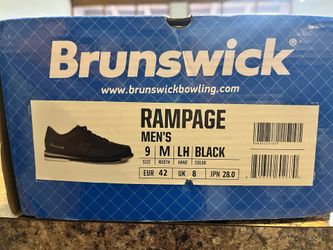 Brunswick
www.brunswickbowling.com
RAMPAGE
MEN'S
9 M LH BLACK
SIZE WIDTH HAND COLOR
EUR 42 UK 8 JPN 28.0